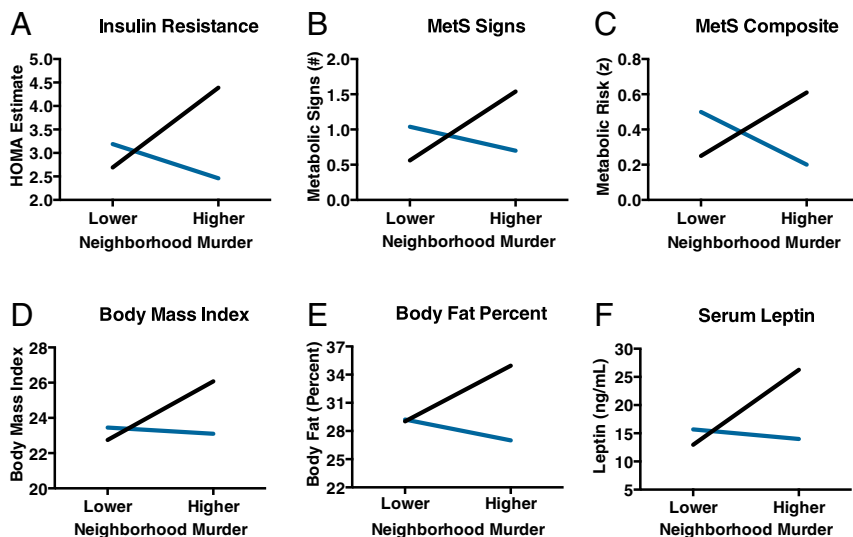 A Insulin Resistance
HOMA Estimate
5.0
4.5
4.0
3.5
3.0
2.5
2.0
Lower Higher
Neighborhood Murder
B MetS Signs
Metabolic Signs (#)
2.0
1.5
1.0
0.5
0.0
Lower Higher
Neighborhood Murder
C MetS Composite
Metabolic Risk (z)
0.8
0.6
0.4
0.2
0.0
Lower Higher
Neighborhood Murder
D Body Mass Index
Body Mass Index
28
26
24
22
20
Lower Higher
Neighborhood Murder
E Body Fat Percent
Body Fat (Percent)
37
34
31
28
25
22
Lower Higher
Neighborhood Murder
F Serum Leptin
Leptin (ng/mL)
30
25
20
15
10
5
Lower Higher
Neighborhood Murder